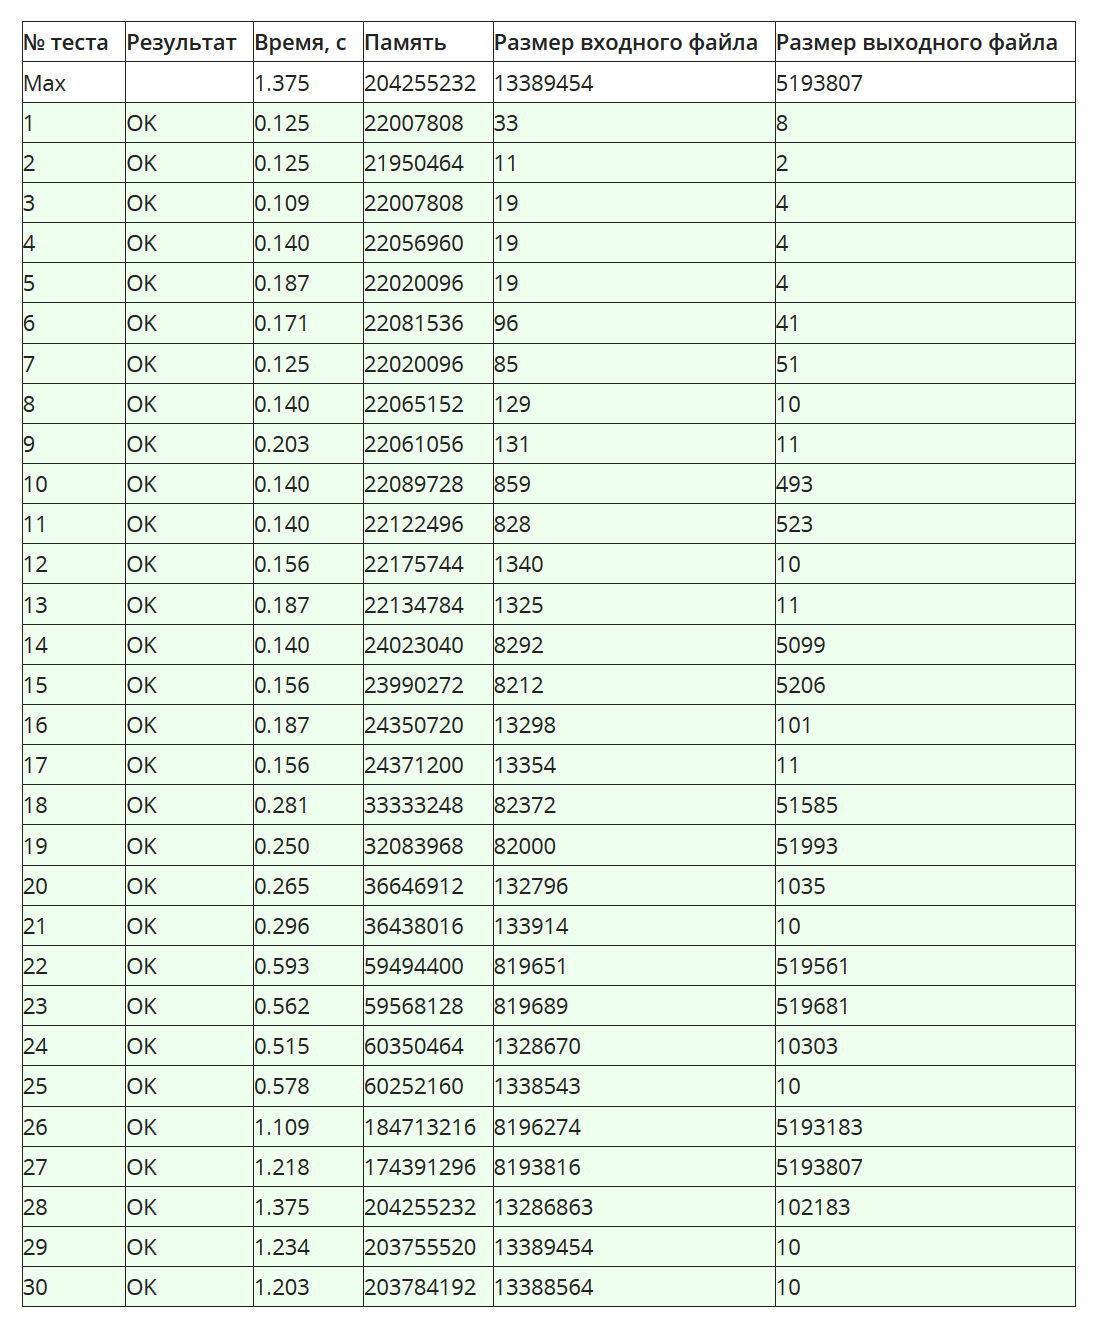 № теста Результат Время, с Память Размер входного файла Размер выходного файла
Max 1.375 204255232 13389454 5193807
1 OK 0.125 22007808 33 8
2 OK 0.125 21950464 11 2
3 OK 0.109 22007808 19 4
4 OK 0.140 22056960 19 4
5 OK 0.187 22020096 19 4
6 OK 0.171 22081536 96 41
7 OK 0.125 22020096 85 51
8 OK 0.140 22065152 129 10
9 OK 0.203 22061056 131 11
10 OK 0.140 22089728 859 493
11 OK 0.140 22122496 828 523
12 OK 0.156 22175744 1340 10
13 OK 0.187 22134784 1325 11
14 OK 0.140 24023040 8292 5099
15 OK 0.156 23990272 8212 5206
16 OK 0.187 24350720 13298 101
17 OK 0.156 24371200 13354 11
18 OK 0.281 33333248 82372 51585
19 OK 0.250 32083968 82000 51993
20 OK 0.265 36646912 132796 1035
21 OK 0.296 36438016 133914 10
22 OK 0.593 59494400 819651 519561
23 OK 0.562 59568128 819689 519681
24 OK 0.515 60350464 1328670 10303
25 OK 0.578 60252160 1338543 10
26 OK 1.109 184713216 8196274 5193183
27 OK 1.218 174391296 8193816 5193807
28 OK 1.375 204255232 13286863 102183
29 OK 1.234 203755520 13389454 10
30 OK 1.203 203784192 13388564 10